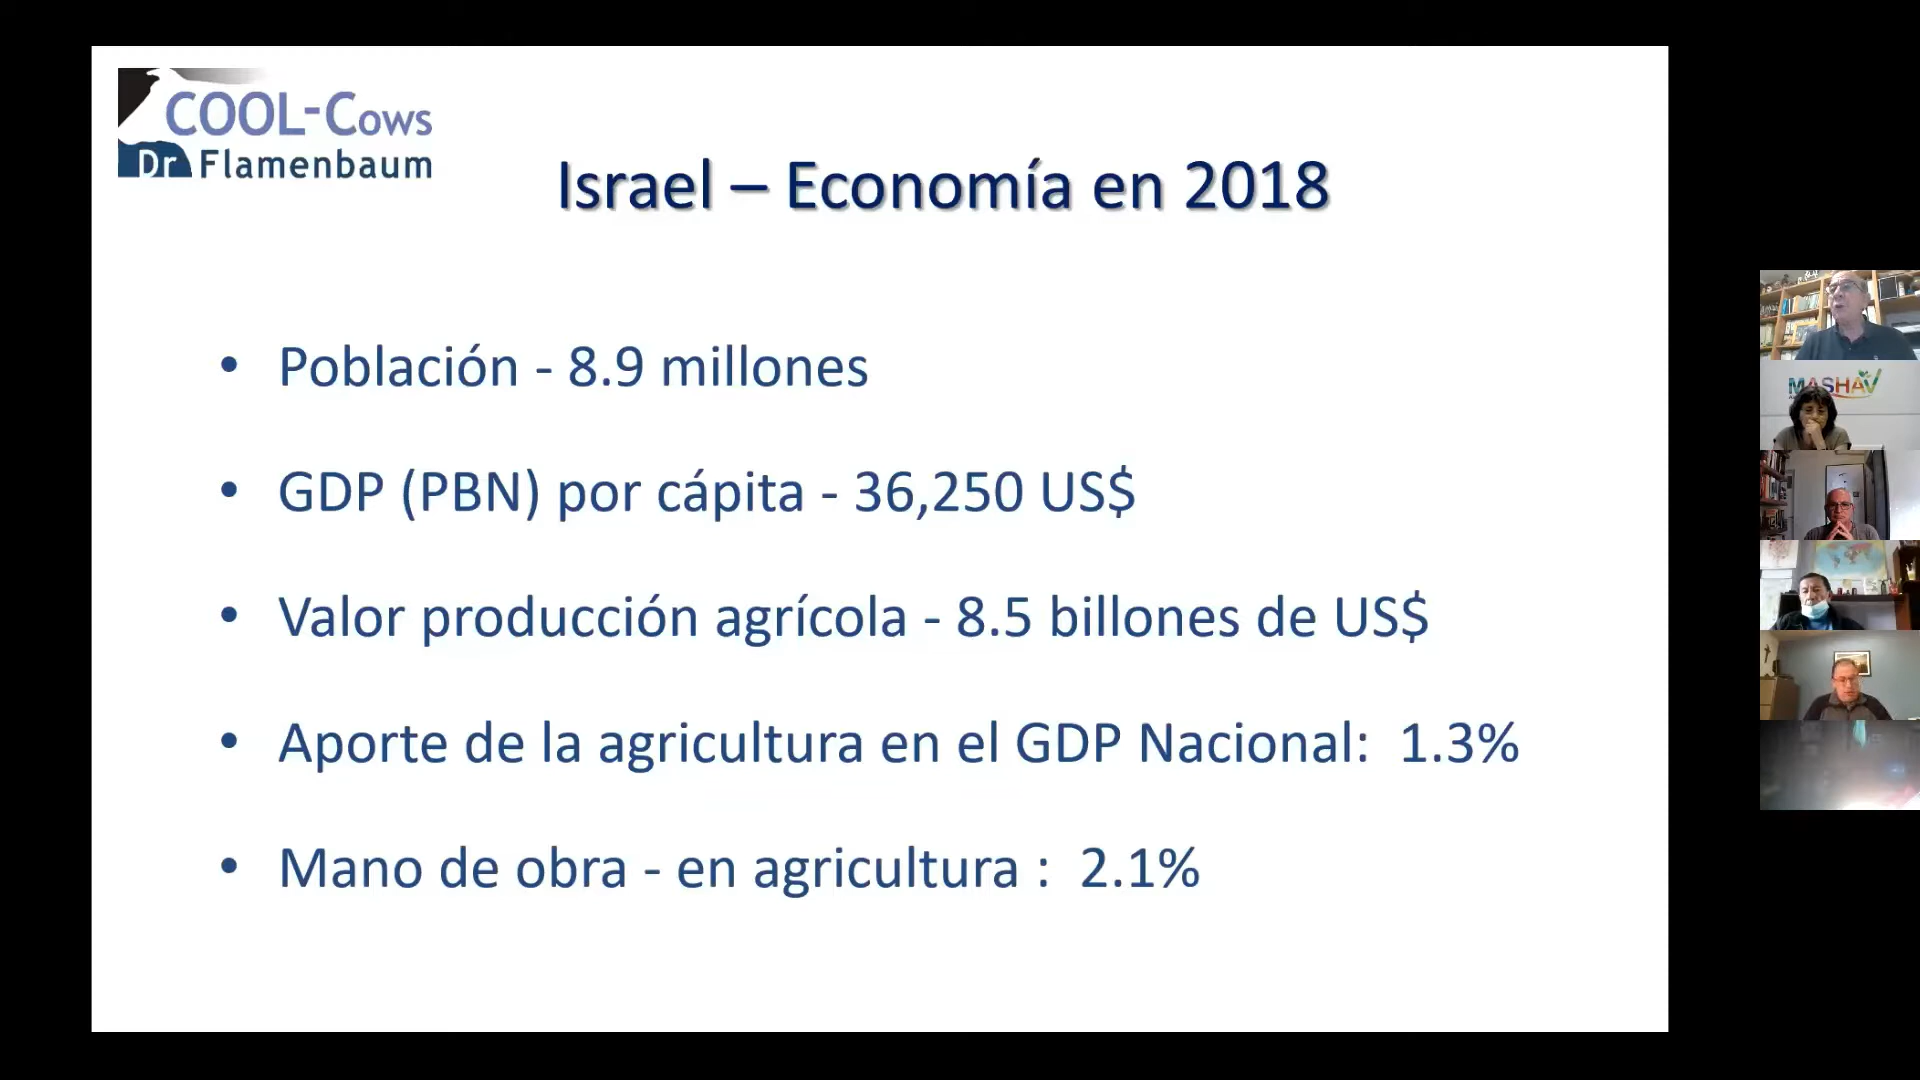 COOL-Cows
Dr Flamenbaum
Israel – Economía en 2018
• Población - 8.9 millones
• GDP (PBN) por cápita - 36,250 US$
• Valor producción agrícola - 8.5 billones de US$
• Aporte de la agricultura en el GDP Nacional: 1.3%
• Mano de obra - en agricultura : 2.1%
MASHAV